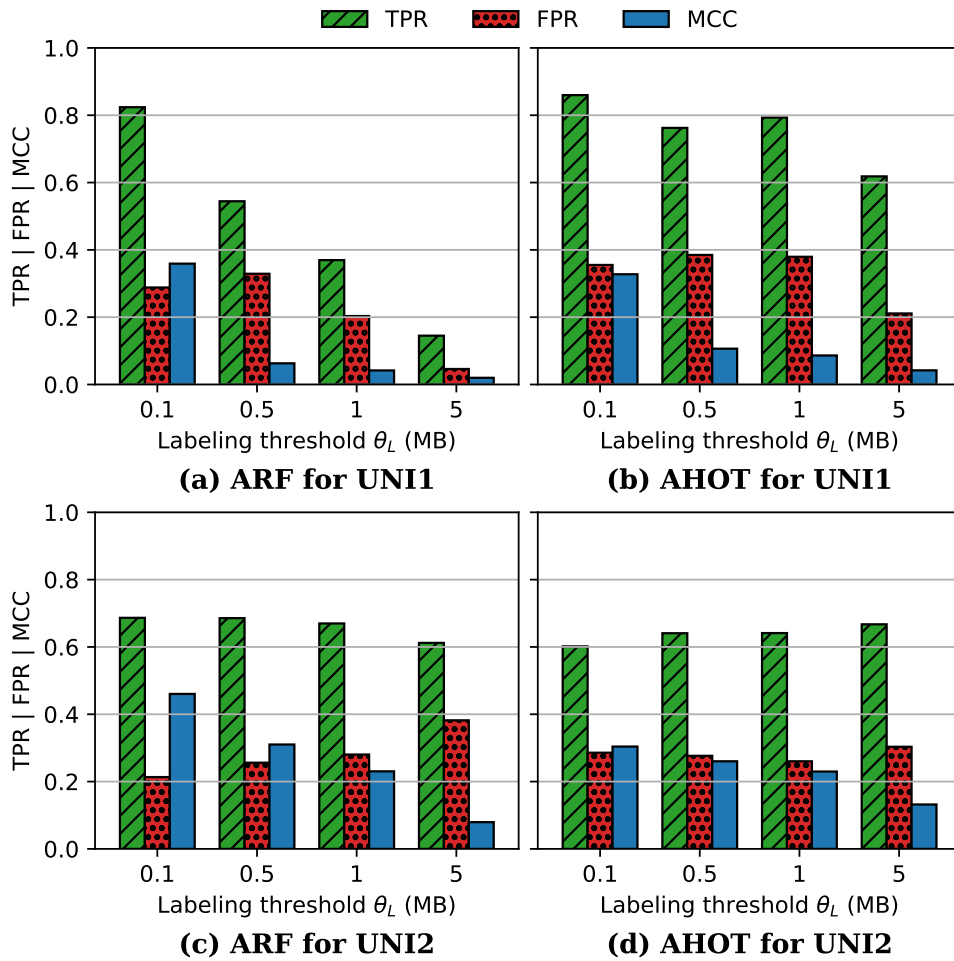 TPR FPR MCC
TPR | FPR | MCC
1.0
0.8
0.6
0.4
0.2
0.0
0.1 0.5 1 5
Labeling threshold θ_L (MB)
(a) ARF for UNI1
0.1 0.5 1 5
Labeling threshold θ_L (MB)
(b) AHOT for UNI1
TPR | FPR | MCC
1.0
0.8
0.6
0.4
0.2
0.0
0.1 0.5 1 5
Labeling threshold θ_L (MB)
(c) ARF for UNI2
0.1 0.5 1 5
Labeling threshold θ_L (MB)
(d) AHOT for UNI2